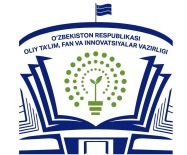 O'ZBEKISTON RESPUBLIKASI
OLIY TA'LIM, FAN VA INNOVATSIYALAR VAZIRLIGI